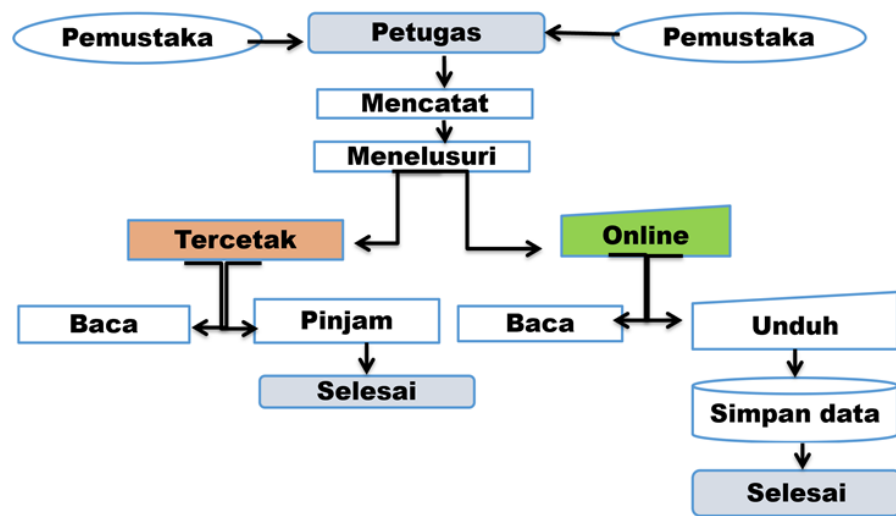 Pemustaka
Petugas
Pemustaka
Mencatat
Menelusuri
Tercetak
Online
Baca
Pinjam
Baca
Unduh
Selesai
Simpan data
Selesai